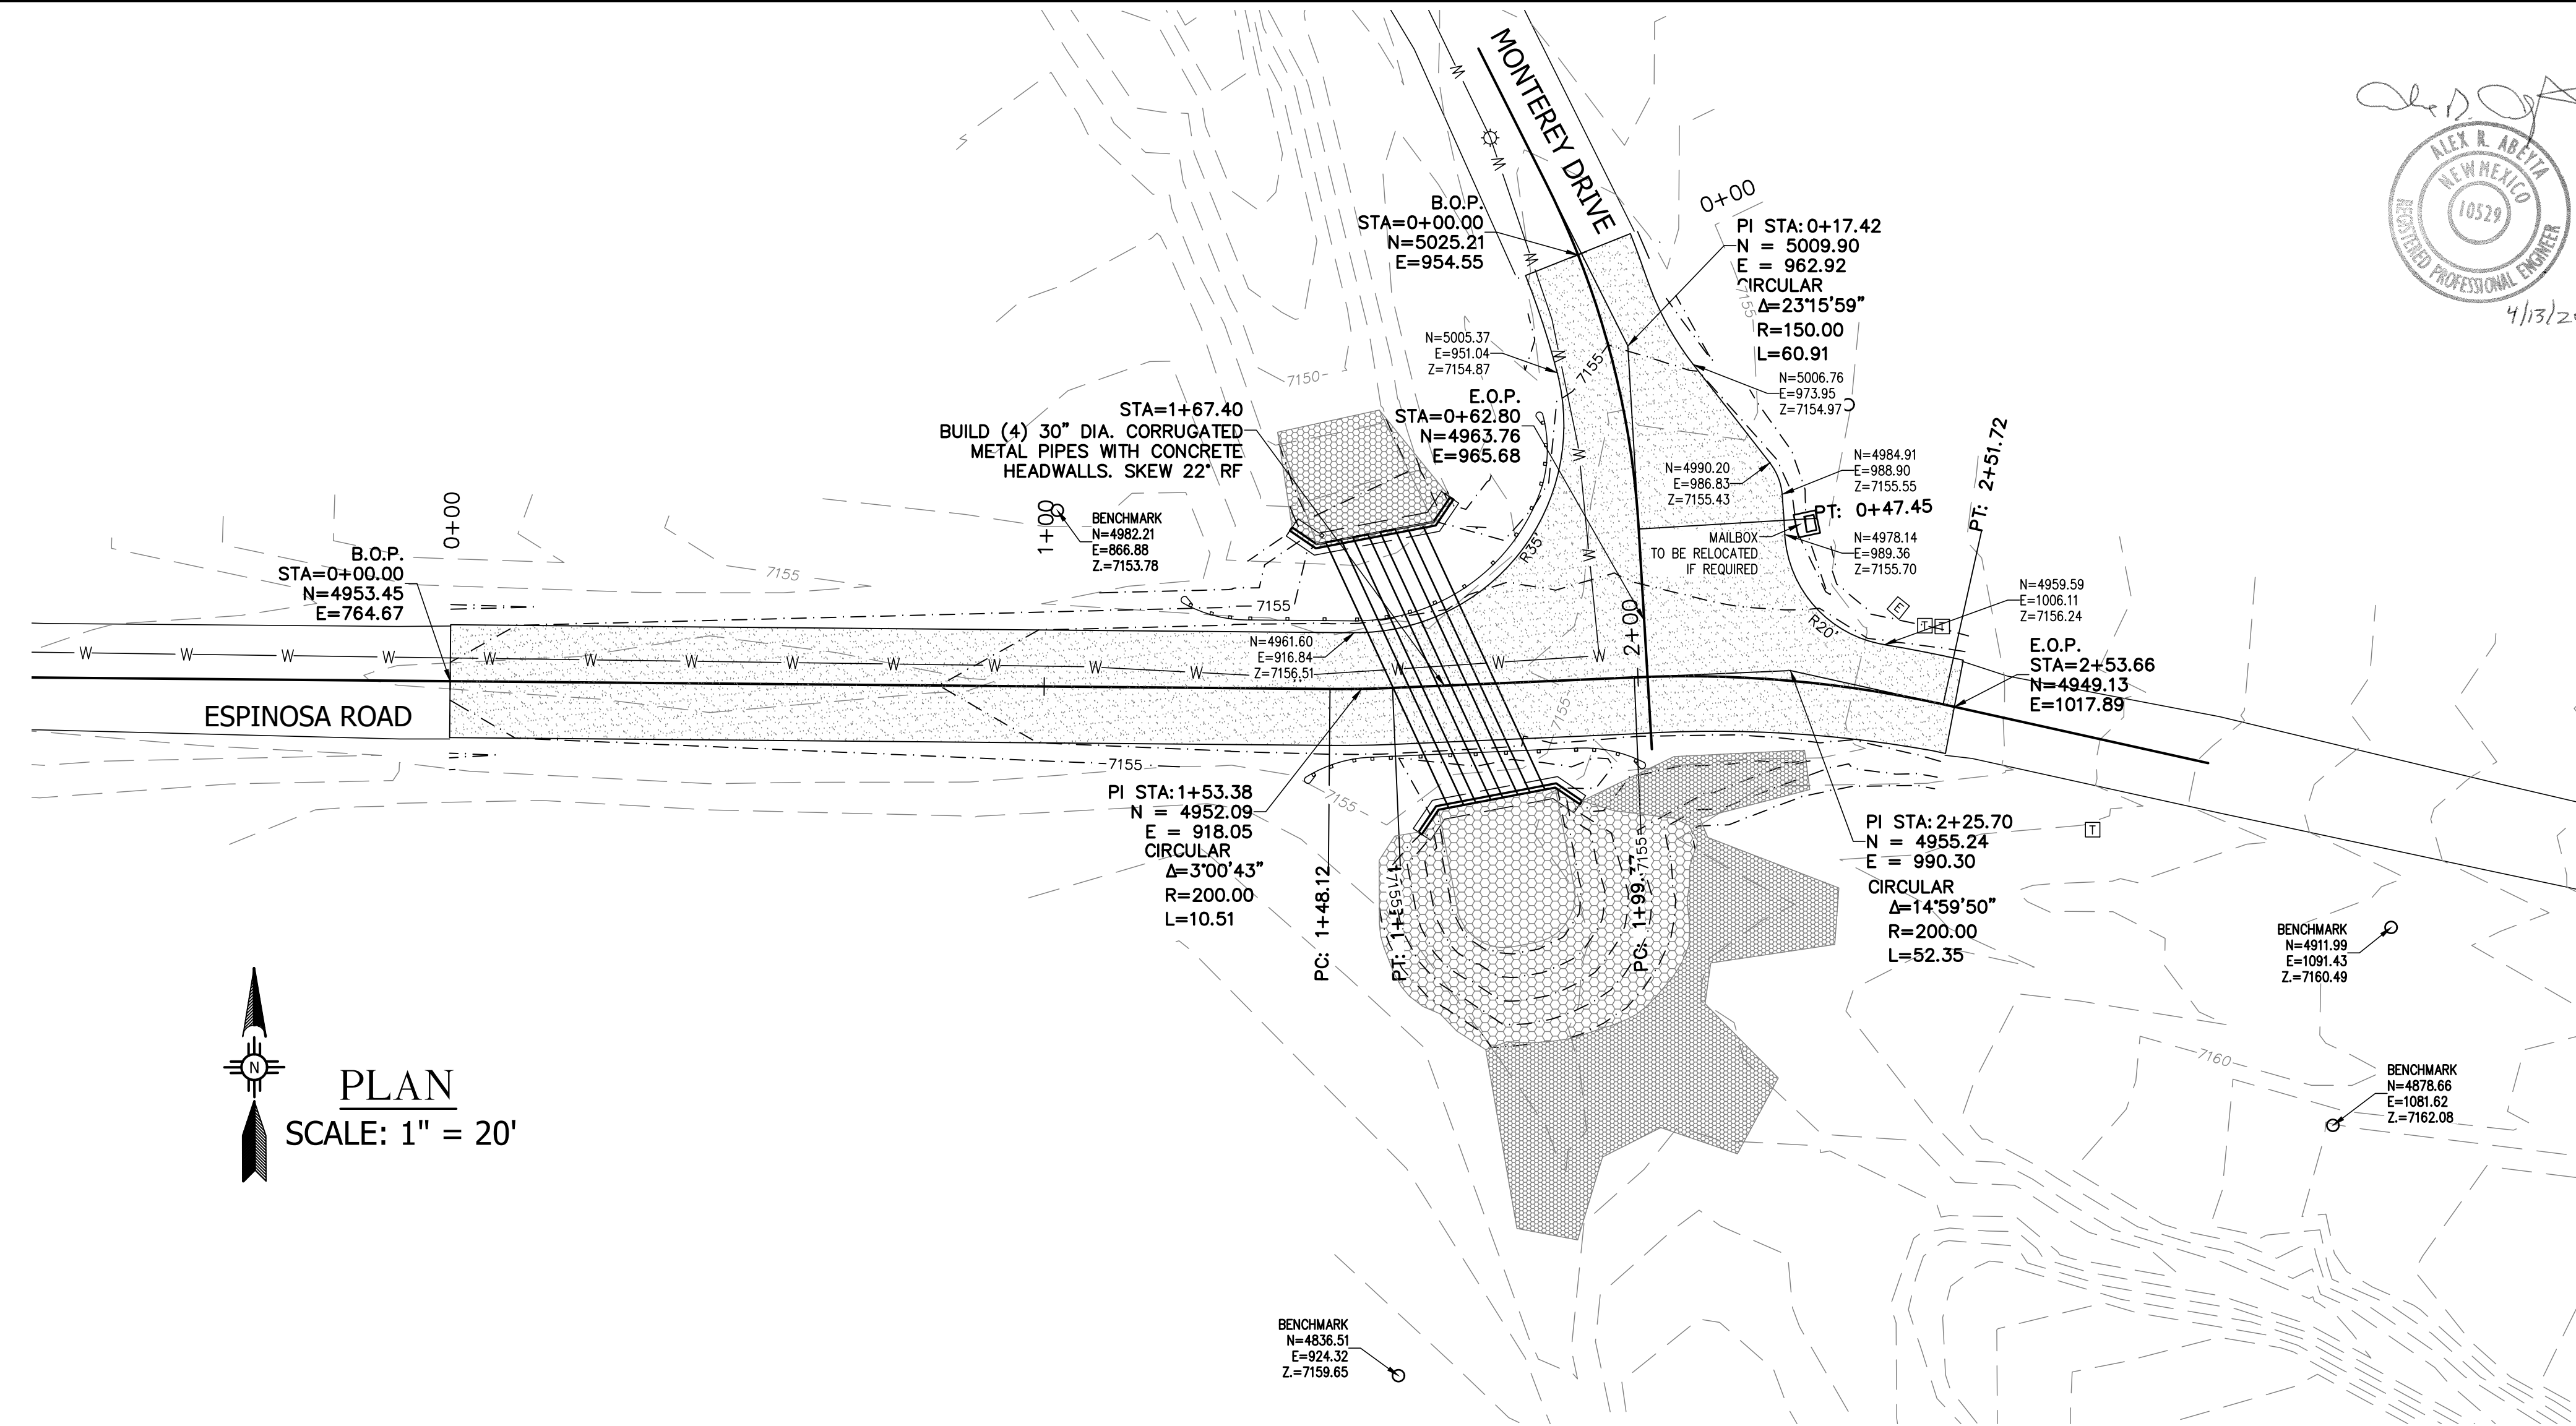 MONTEREY DRIVE
ALEX R. ABEYTA
NEW MEXICO
10529
REGISTERED PROFESSIONAL ENGINEER
B.O.P.
STA=0+00.00
N=5025.21
E=954.55
0+00
PI STA: 0+17.42
N = 5009.90
E = 962.92
CIRCULAR
Δ=23°15'59"
R=150.00
L=60.91
7155
N=5005.37
E=951.04
Z=7154.87
7155
N=5006.76
E=973.95
Z=7154.97
7150
STA=1+67.40
BUILD (4) 30" DIA. CORRUGATED
METAL PIPES WITH CONCRETE
HEADWALLS. SKEW 22° RF
E.O.P.
STA=0+62.80
N=4963.76
E=965.68
N=4990.20
E=986.83
Z=7155.43
N=4984.91
E=988.90
Z=7155.55
PT: 2+51.72
PT: 0+47.45
MAILBOX
TO BE RELOCATED
IF REQUIRED
N=4978.14
E=989.36
Z=7155.70
0+00
1+00
BENCHMARK
N=4982.21
E=866.88
Z.=7153.78
B.O.P.
STA=0+00.00
N=4953.45
E=764.67
7155
7155
R35'
2+00
R20'
E
T
T
N=4959.59
E=1006.11
Z=7156.24
N=4961.60
E=916.84
Z=7156.51
E.O.P.
STA=2+53.66
N=4949.13
E=1017.89
W W W W W W W W W W W W W W W W
W W W W W W W
ESPINOSA ROAD
7155
7155
7155
PI STA: 1+53.38
N = 4952.09
E = 918.05
CIRCULAR
Δ=3°00'43"
R=200.00
L=10.51
PC: 1+48.12
7155
7155
PI STA: 2+25.70
N = 4955.24
E = 990.30
CIRCULAR
Δ=14°59'50"
R=200.00
L=52.35
T
BENCHMARK
N=4911.99
E=1091.43
Z.=7160.49
7160
BENCHMARK
N=4878.66
E=1081.62
Z.=7162.08
N
PLAN
SCALE: 1" = 20'
BENCHMARK
N=4836.51
E=924.32
Z.=7159.65